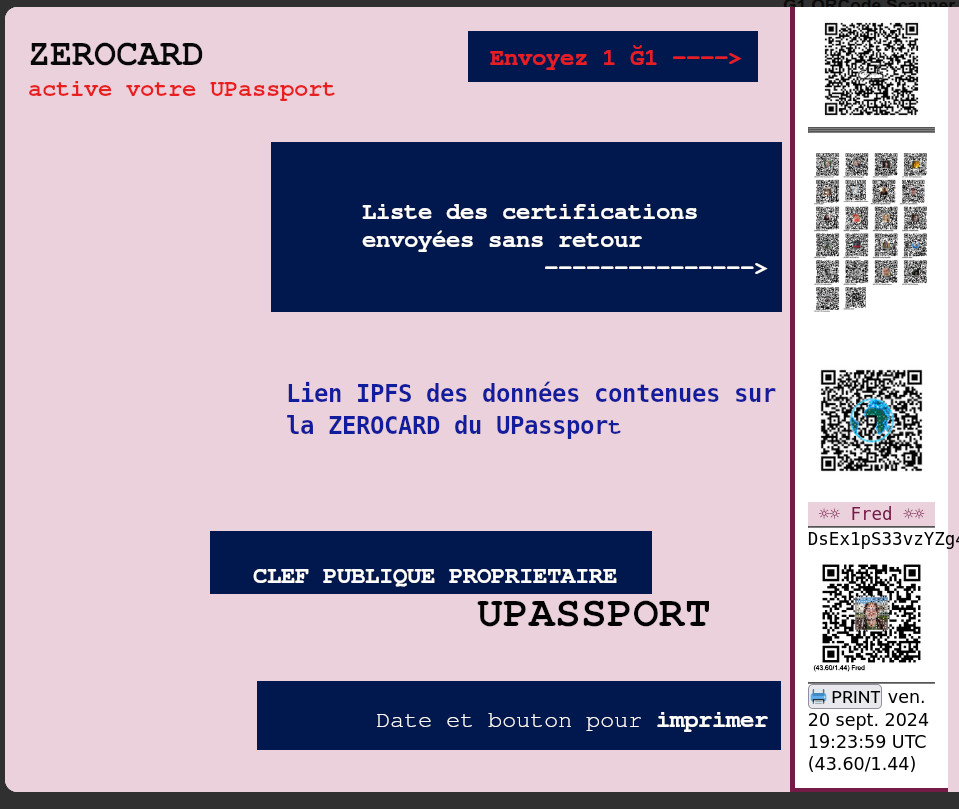 G1 QRCode Scanner
ZEROCARD
active votre UPassport
Envoyez 1 Ğ1 ---->
Liste des certifications
envoyées sans retour
--------------->
Lien IPFS des données contenues sur
la ZEROCARD du UPassport
CLEF PUBLIQUE PROPRIETAIRE
UPASSPORT
Date et bouton pour imprimer
☼☼ Fred ☼☼
DsEx1pS33vzYZg4
(43.60/1.44) Fred
PRINT ven.
20 sept. 2024
19:23:59 UTC
(43.60/1.44)